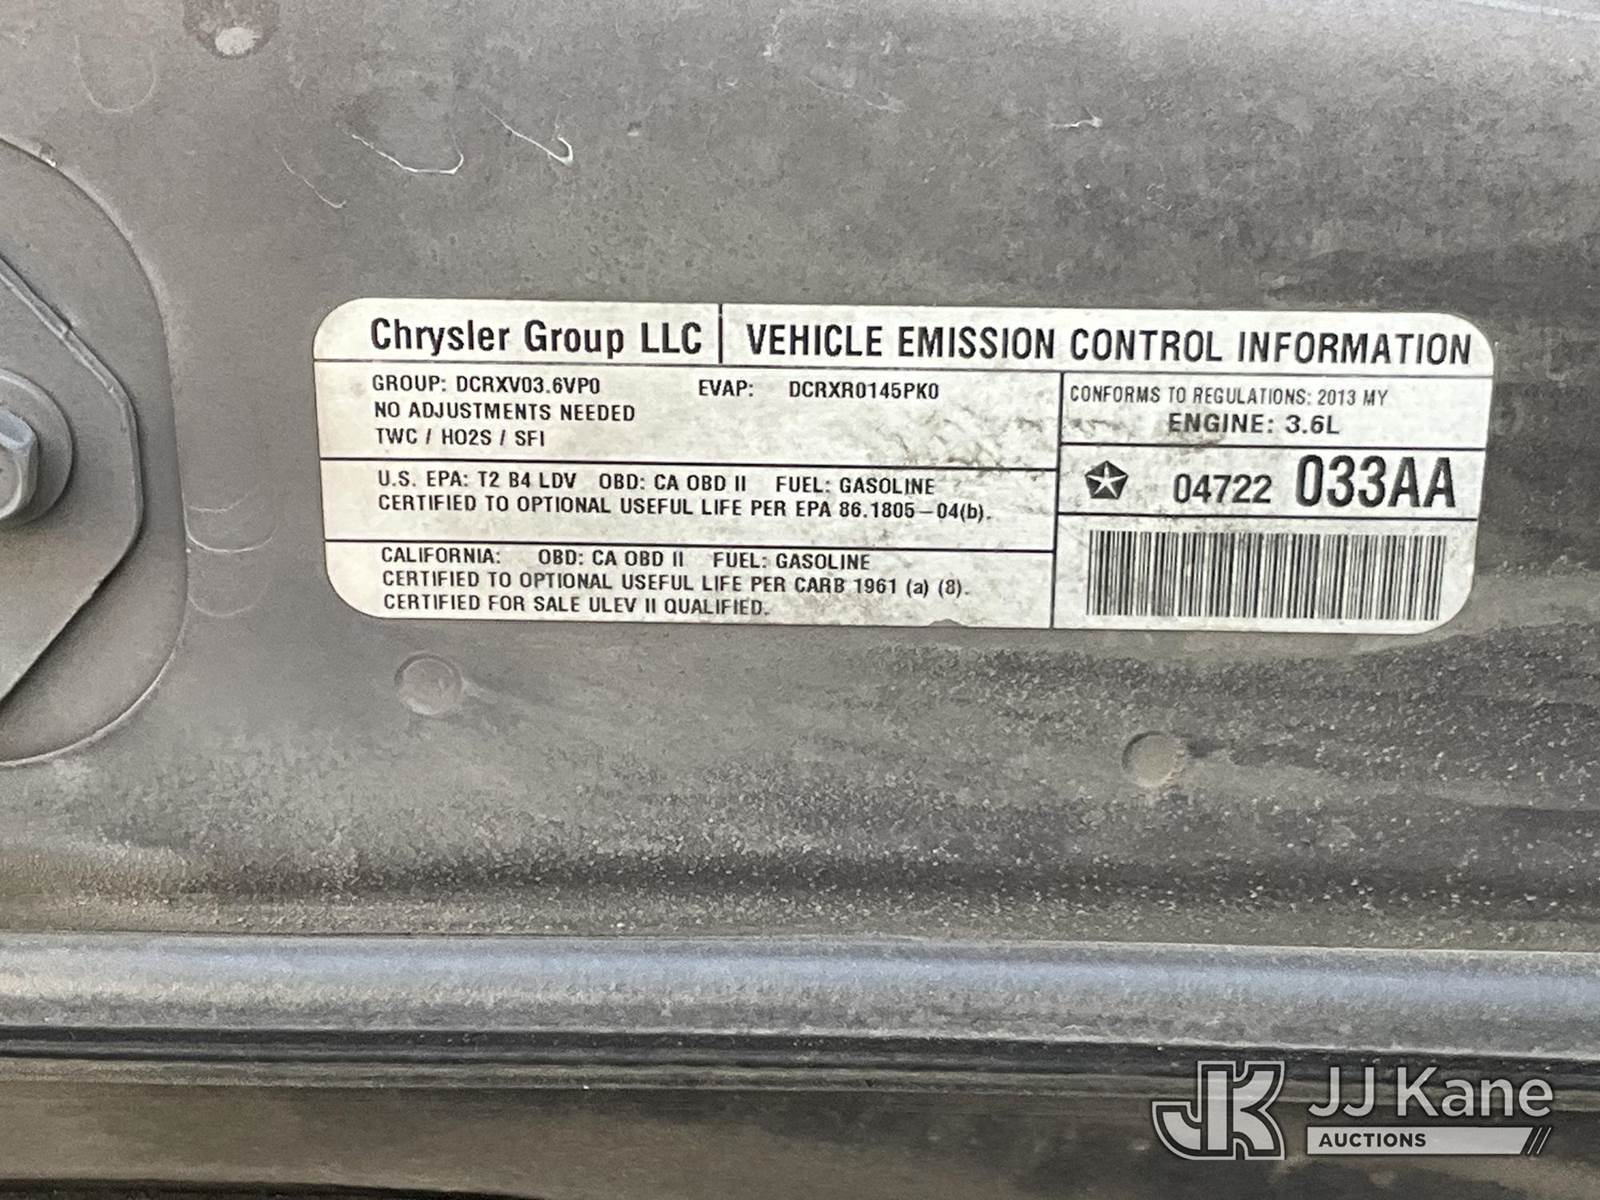 Chrysler Group LLC VEHICLE EMISSION CONTROL INFORMATION
GROUP: DCRXV03.6VP0 EVAP: DCRXR0145PK0
NO ADJUSTMENTS NEEDED
TWC / HO2S / SFI
CONFORMS TO REGULATIONS: 2013 MY
ENGINE: 3.6L
U.S. EPA: T2 B4 LDV OBD: CA OBD II FUEL: GASOLINE
CERTIFIED TO OPTIONAL USEFUL LIFE PER EPA 86.1805-04(b).
04722 033AA
CALIFORNIA: OBD: CA OBD II FUEL: GASOLINE
CERTIFIED TO OPTIONAL USEFUL LIFE PER CARB 1961 (a) (8).
CERTIFIED FOR SALE ULEV II QUALIFIED.
JK JJ Kane
AUCTIONS